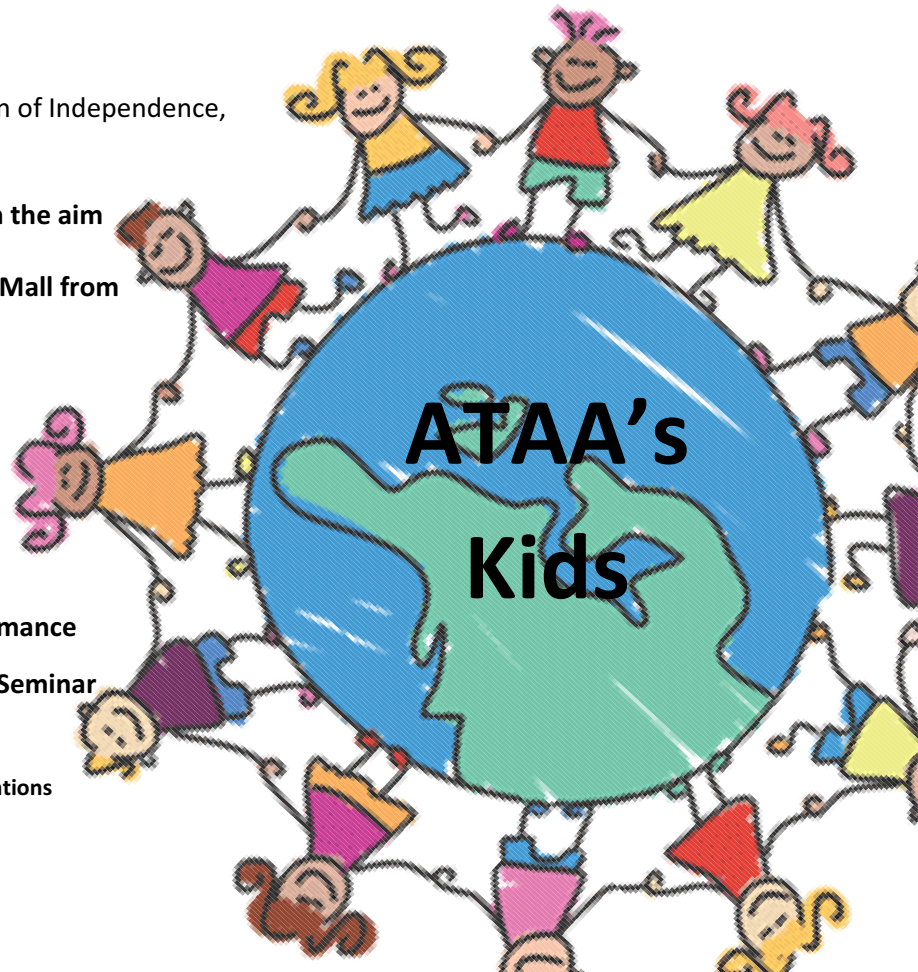 n of Independence,
n the aim
Mall from
ATAA's
Kids
mance
Seminar
ations